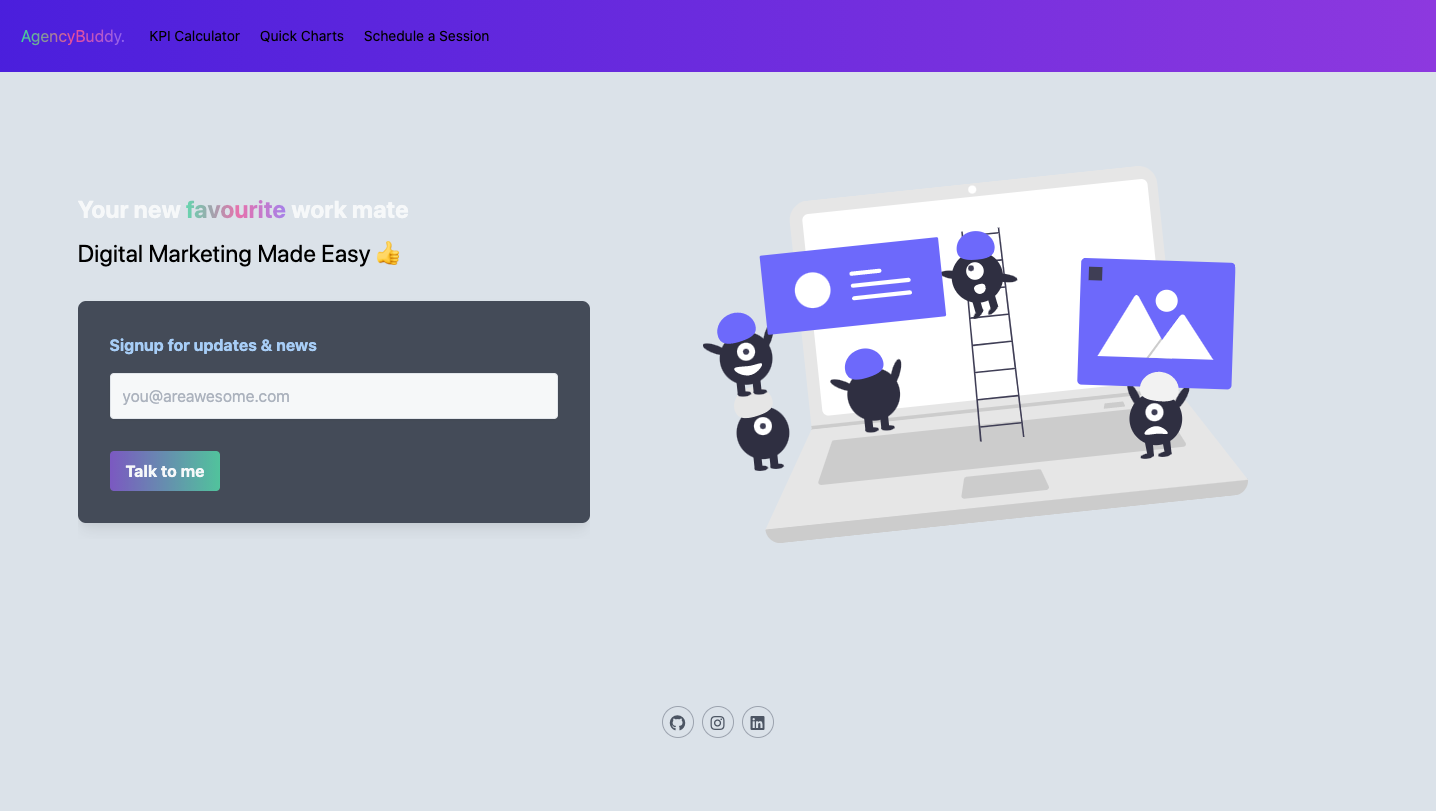 AgencyBuddy. KPI Calculator Quick Charts Schedule a Session
Your new favourite work mate
Digital Marketing Made Easy 👍
Signup for updates & news
you@areawesome.com
Talk to me
in